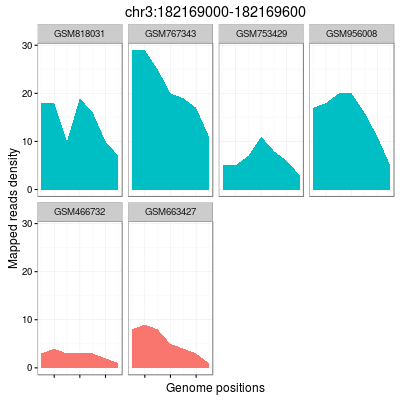 chr3:182169000-182169600
GSM818031 GSM767343 GSM753429 GSM956008
30
20
10
0
GSM466732 GSM663427
30
20
10
0
Mapped reads density
Genome positions